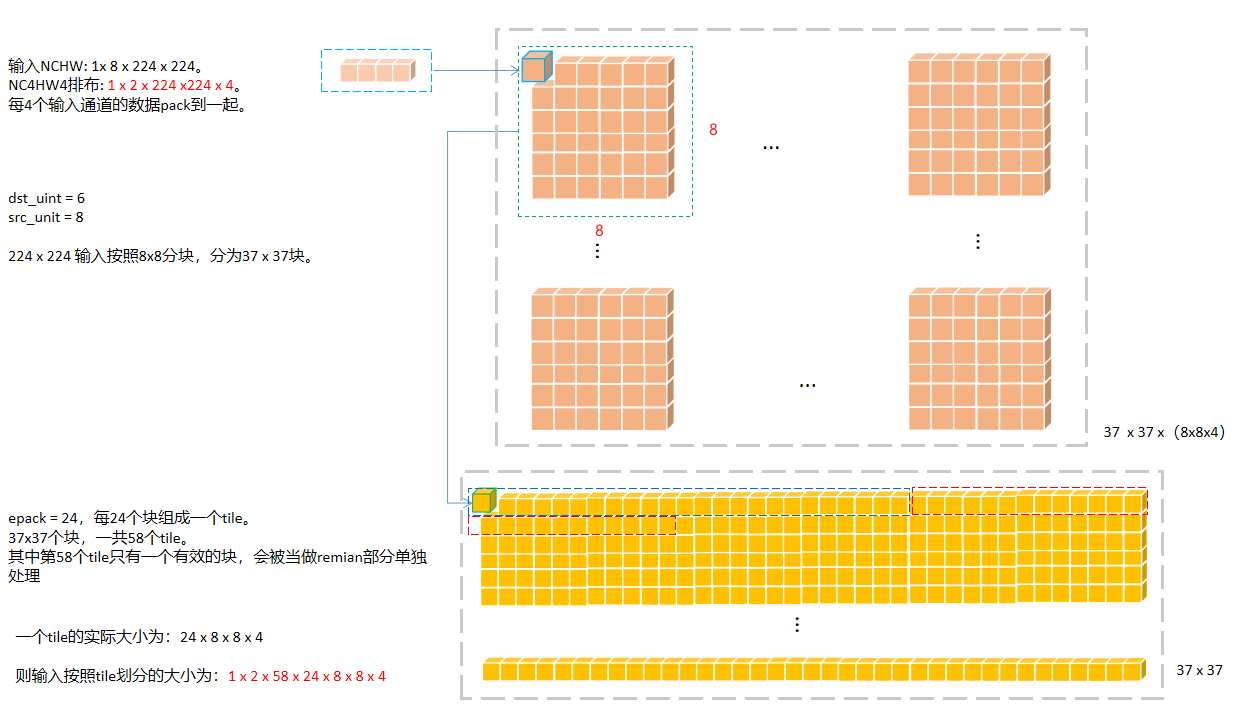 输入NCHW: 1x 8 x 224 x 224。
NC4HW4排布: 1 x 2 x 224 x224 x 4。
每4个输入通道的数据pack到一起。
8
...
dst_uint = 6
src_unit = 8
8
...
...
224 x 224 输入按照8x8分块，分为37 x 37块。
...
37 x 37 x（8x8x4）
epack = 24，每24个块组成一个tile。
37x37个块，一共58个tile。
其中第58个tile只有一个有效的块，会被当做remian部分单独
处理
...
一个tile的实际大小为：24 x 8 x 8 x 4
则输入按照tile划分的大小为：1 x 2 x 58 x 24 x 8 x 8 x 4
37 x 37